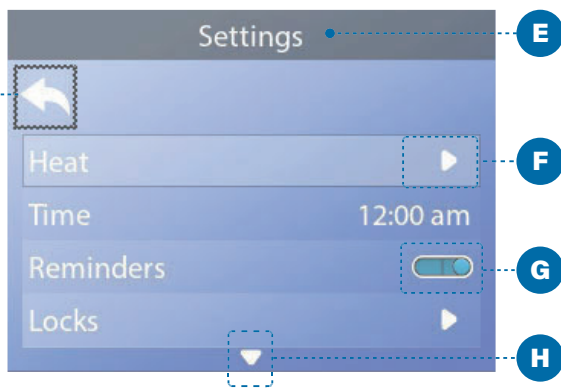 Settings
E
Heat
F
Time 12:00 am
Reminders
G
Locks
H